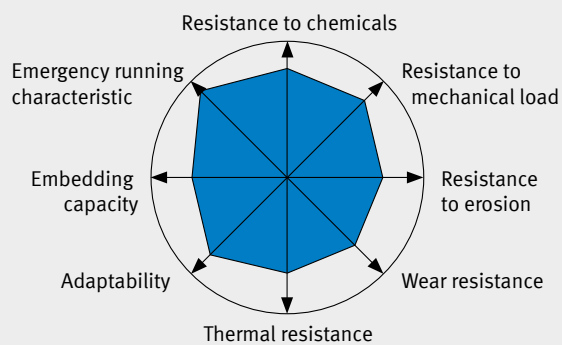 Resistance to chemicals
Emergency running
characteristic
Resistance to
mechanical load
Embedding
capacity
Resistance
to erosion
Adaptability
Wear resistance
Thermal resistance